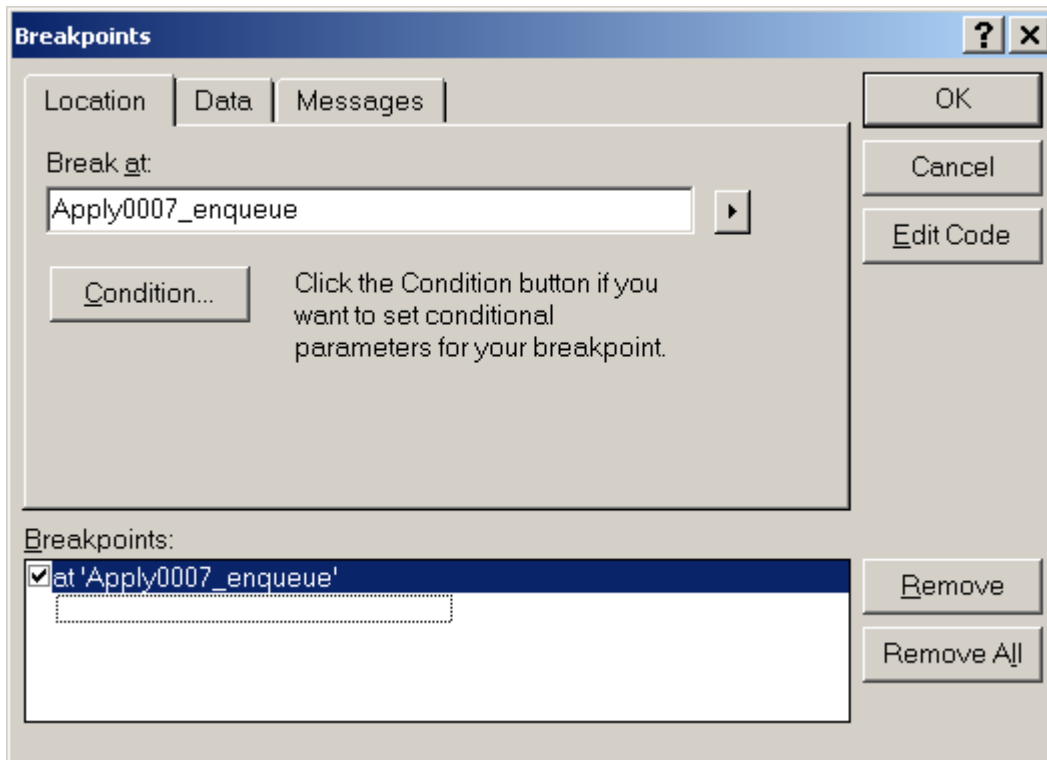 Breakpoints
Location Data Messages
OK
Break at:
Cancel
Apply0007_enqueue
Edit Code
Condition...
Click the Condition button if you
want to set conditional
parameters for your breakpoint.
Breakpoints:
at 'Apply0007_enqueue'
Remove
Remove All